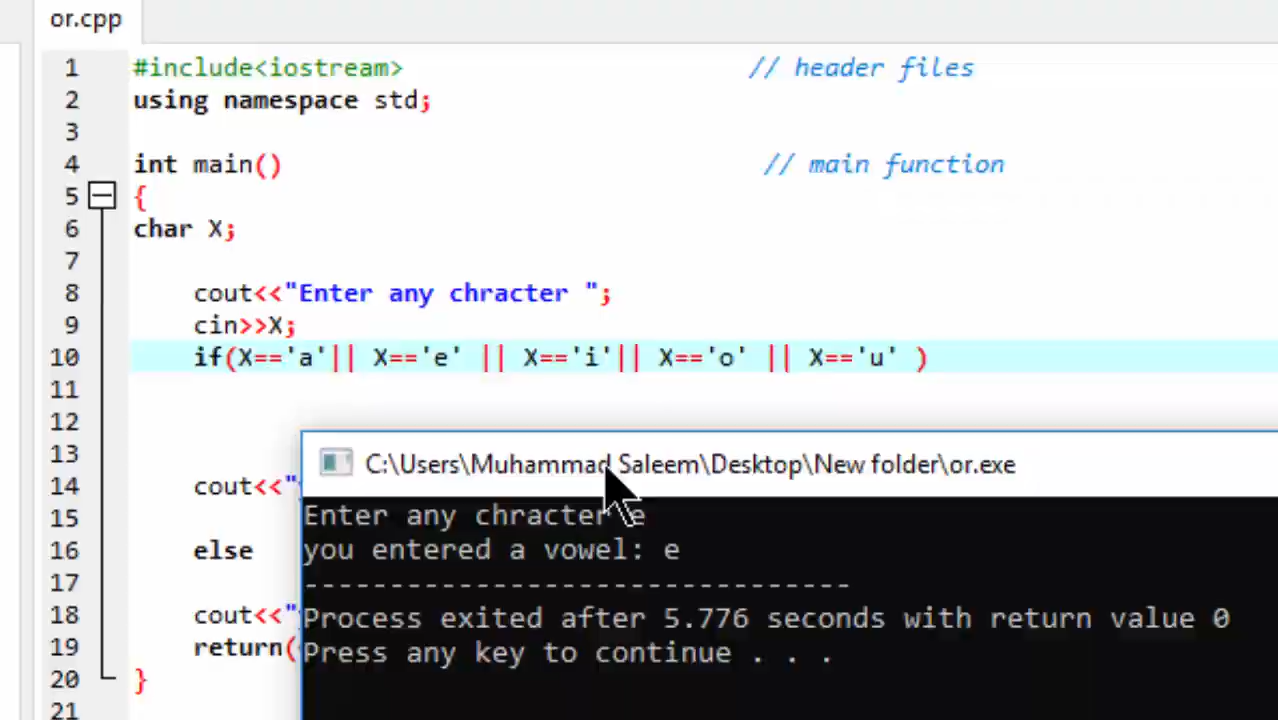 or.cpp
1 #include<iostream> // header files
2 using namespace std;
3
4 int main() // main function
5 {
6 char X;
7
8 cout<<"Enter any chracter ";
9 cin>>X;
10 if(X=='a'|| X=='e' || X=='i'|| X=='o' || X=='u' )
11
12
13
14 cout<<"
15
16 else
17
18 cout<<"
19 return(
20 }
21
C:\Users\Muhammad Saleem\Desktop\New folder\or.exe
Enter any chracter e
you entered a vowel: e
--------------------------------
Process exited after 5.776 seconds with return value 0
Press any key to continue . . .